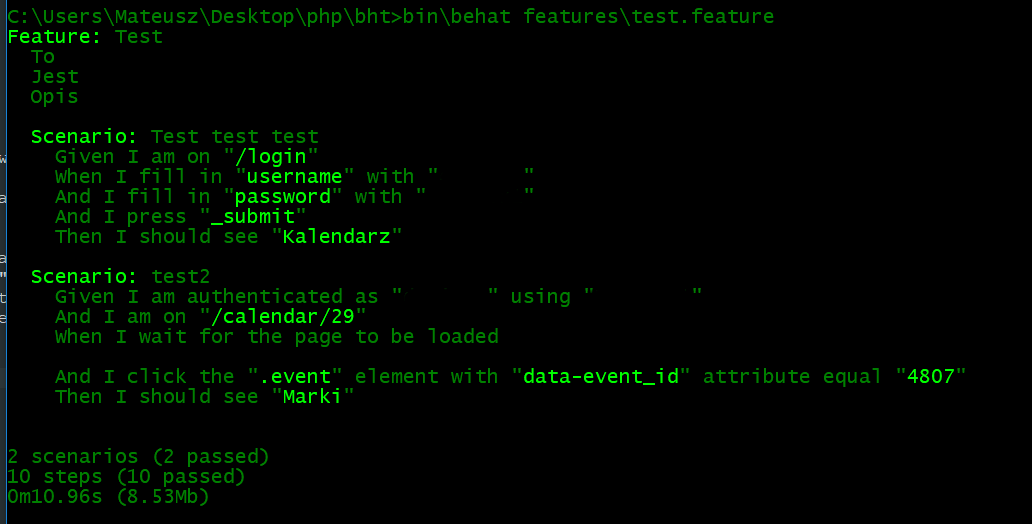 C:\Users\Mateusz\Desktop\php\bht>bin\behat features\test.feature
Feature: Test
To
Jest
Opis
Scenario: Test test test
Given I am on "/login"
When I fill in "username" with " "
And I fill in "password" with " "
And I press "_submit"
Then I should see "Kalendarz"
Scenario: test2
Given I am authenticated as " " using " "
And I am on "/calendar/29"
When I wait for the page to be loaded
And I click the ".event" element with "data-event_id" attribute equal "4807"
Then I should see "Marki"
2 scenarios (2 passed)
10 steps (10 passed)
0m10.96s (8.53Mb)